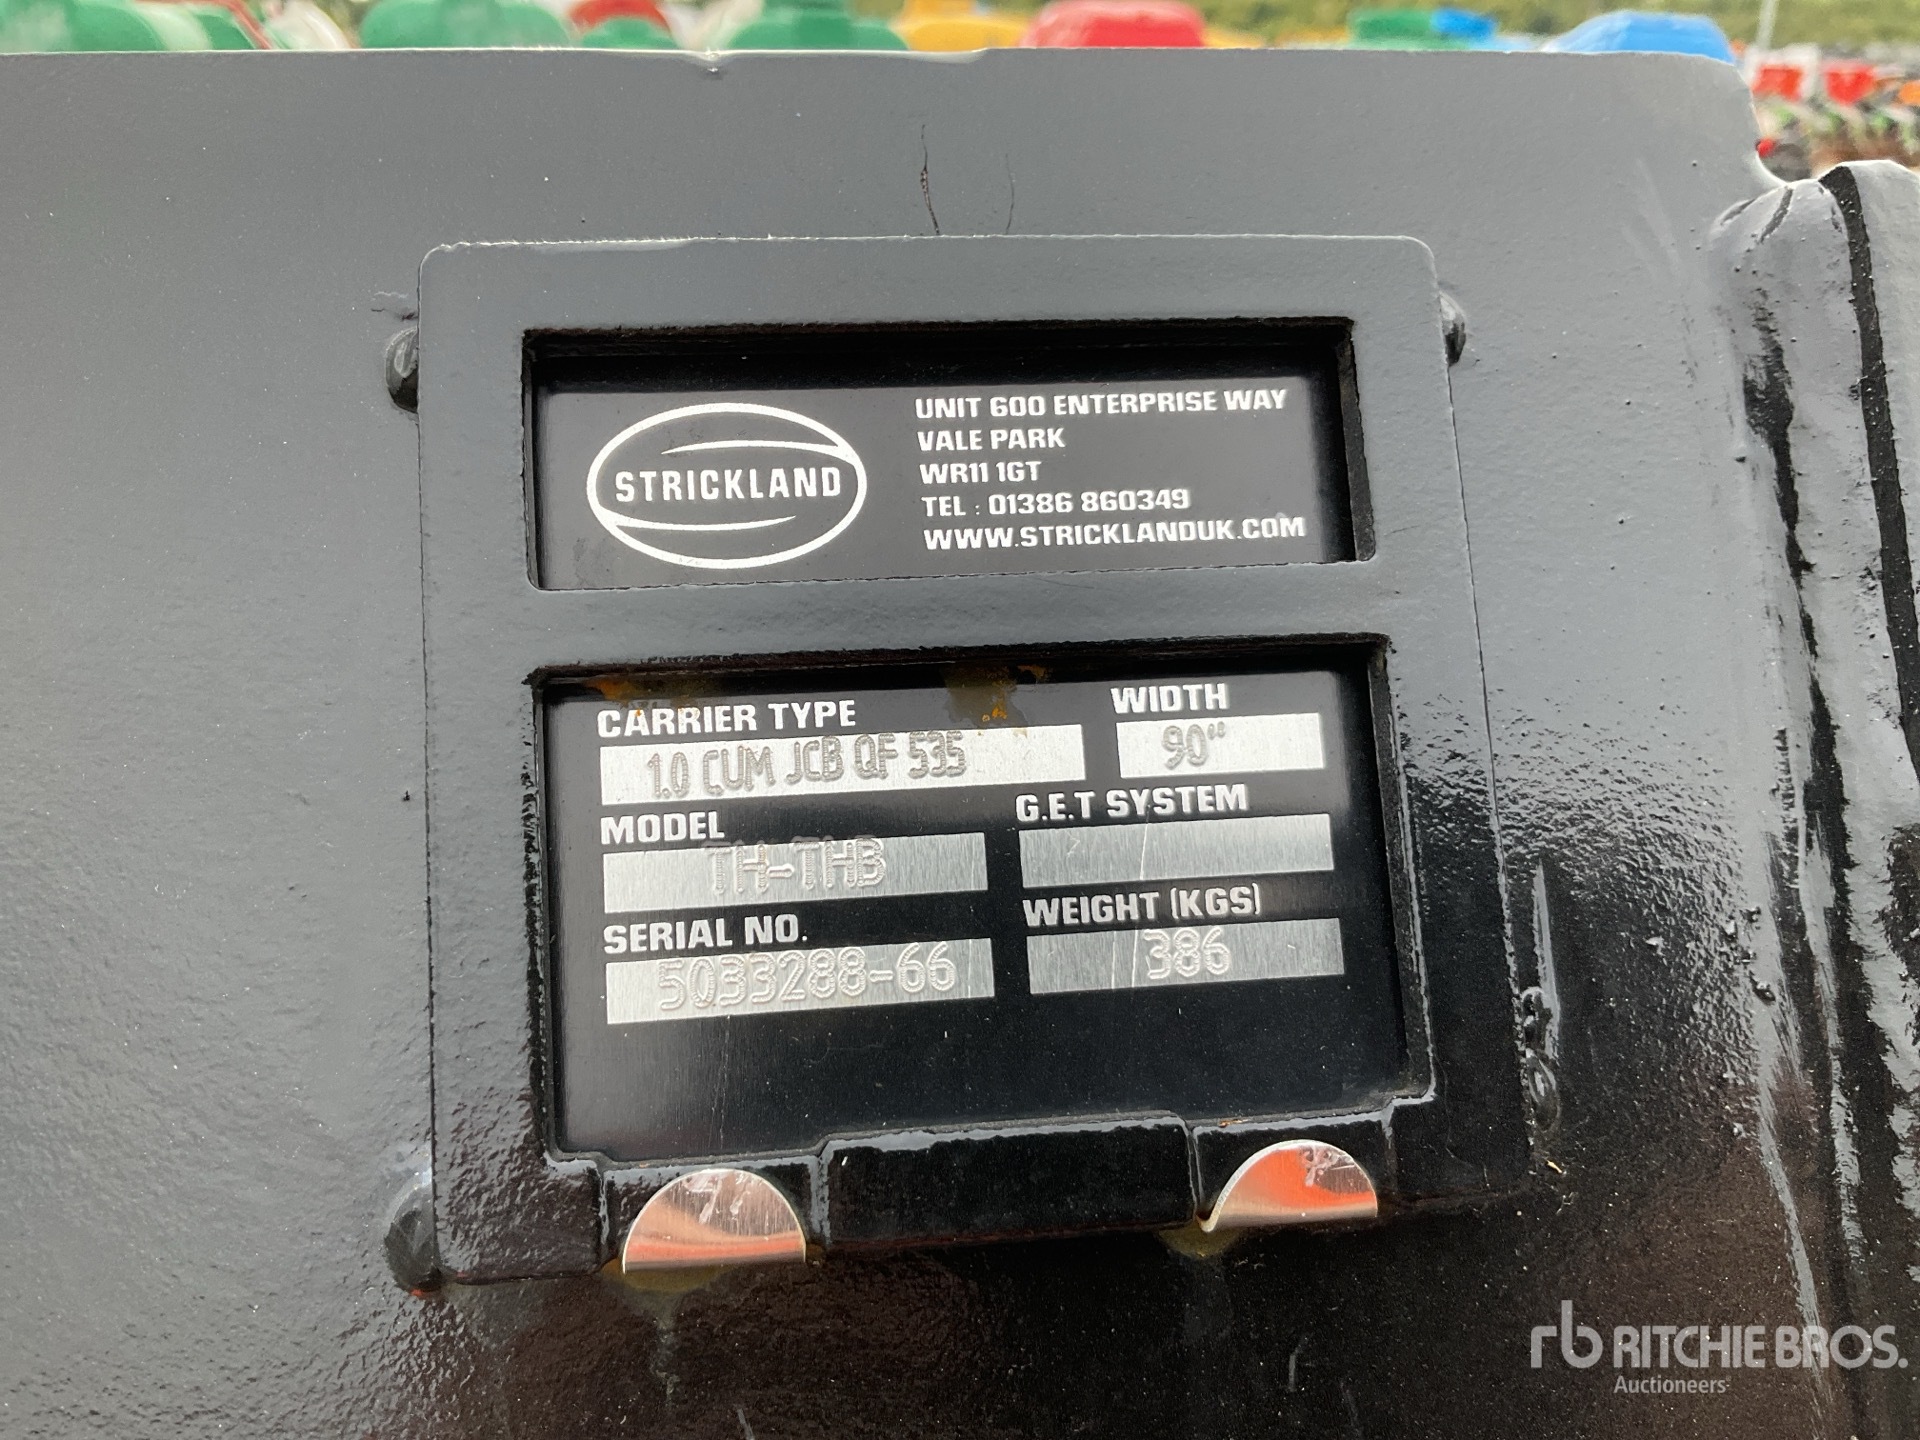 STRICKLAND
UNIT 600 ENTERPRISE WAY
VALE PARK
WR11 1GT
TEL : 01386 860349
WWW.STRICKLANDUK.COM
CARRIER TYPE
1.0 CUM JCB QF 535
WIDTH
90"
MODEL
TH-THB
G.E.T SYSTEM
SERIAL NO.
5033288-66
WEIGHT (KGS)
386
rb RITCHIE BROS.
Auctioneers